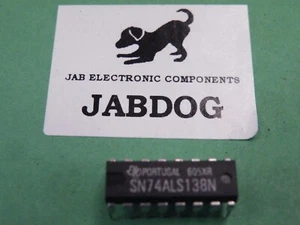 JAB ELECTRONIC COMPONENTS
JABDOG
PORTUGAL 605XR
SN74ALS138N